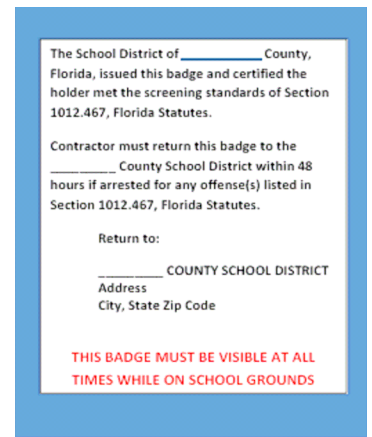 The School District of ____________ County,
Florida, issued this badge and certified the
holder met the screening standards of Section
1012.467, Florida Statutes.
Contractor must return this badge to the
_________ County School District within 48
hours if arrested for any offense(s) listed in
Section 1012.467, Florida Statutes.
Return to:
_________ COUNTY SCHOOL DISTRICT
Address
City, State Zip Code
THIS BADGE MUST BE VISIBLE AT ALL
TIMES WHILE ON SCHOOL GROUNDS